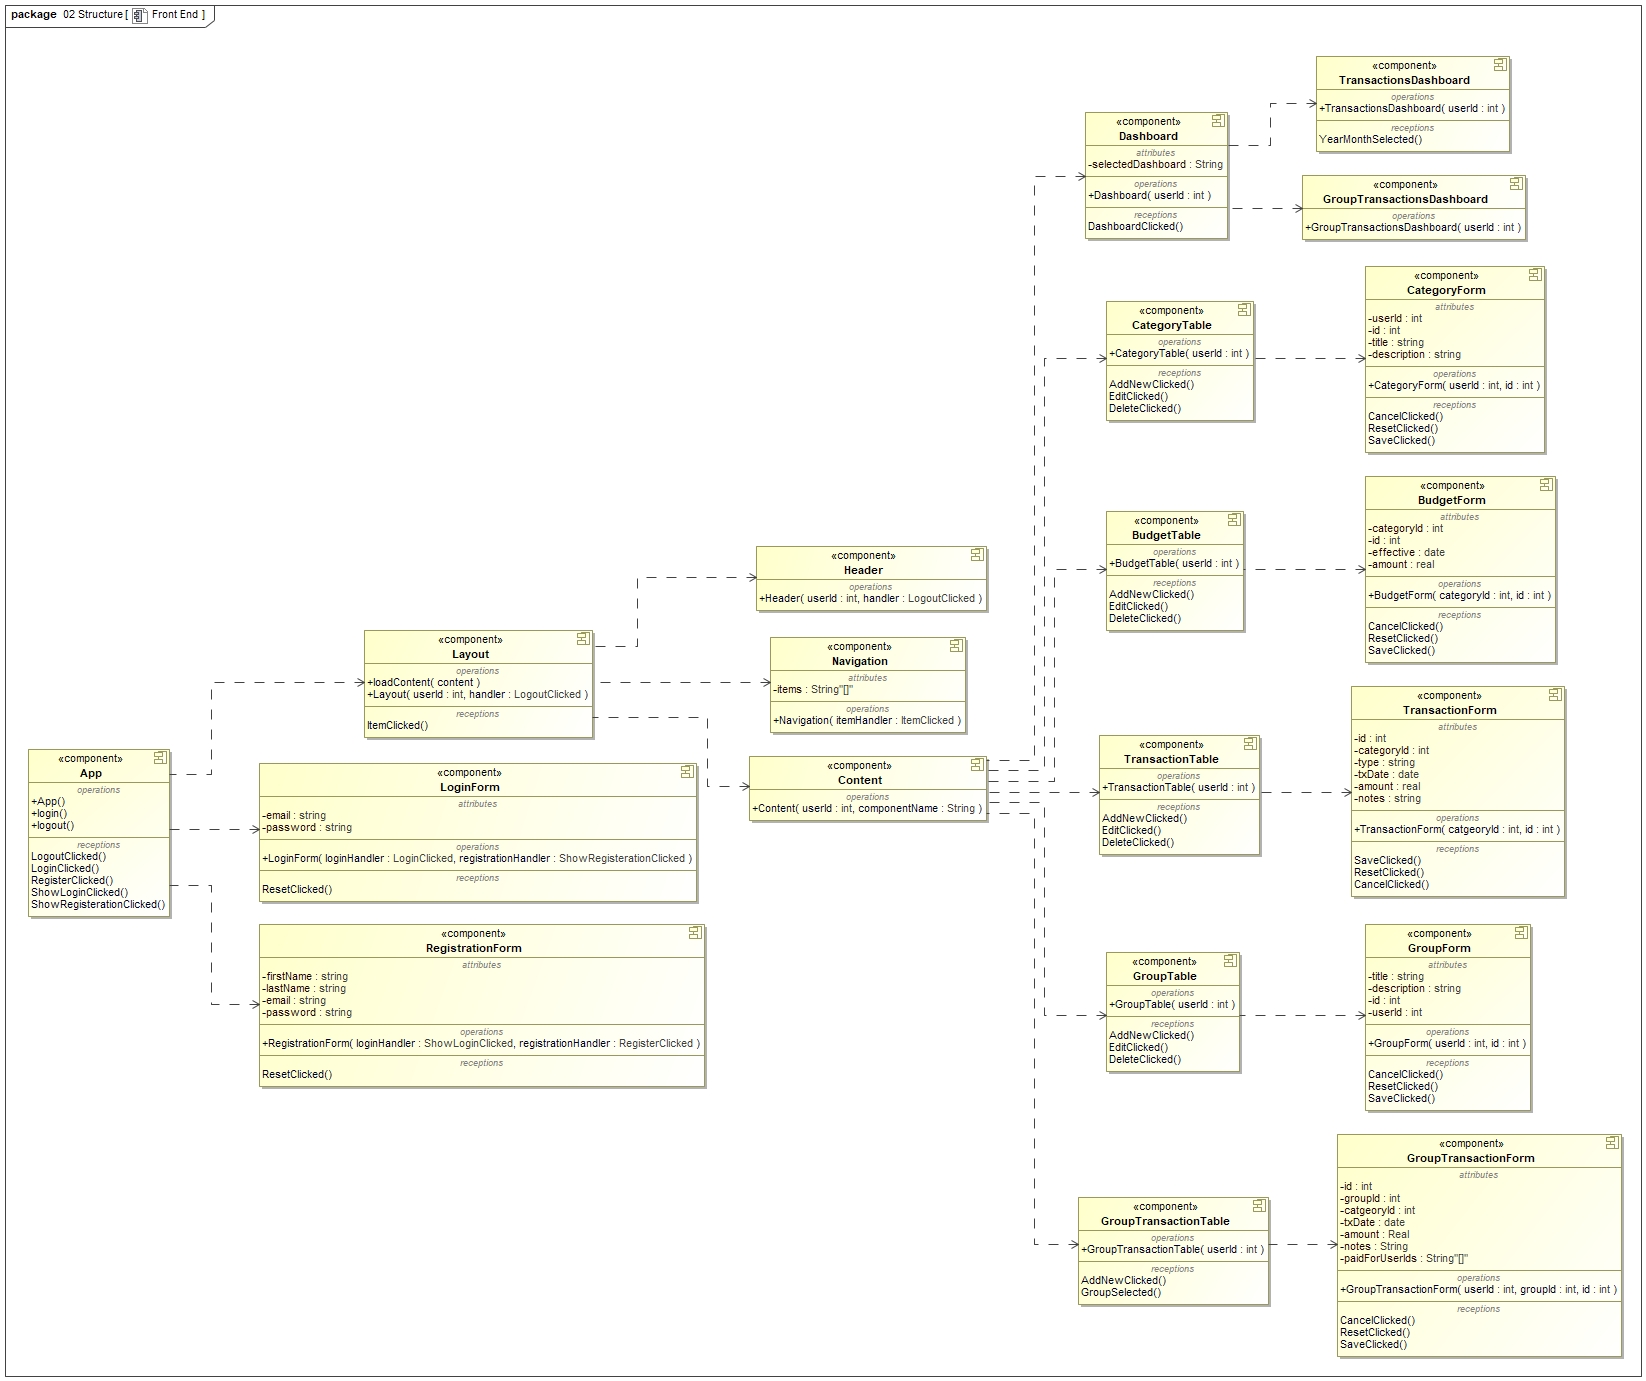 package 02 Structure [ Front End ]
«component»
TransactionsDashboard
operations
+TransactionsDashboard( userId : int )
receptions
YearMonthSelected()
«component»
Dashboard
attributes
-selectedDashboard : String
operations
+Dashboard( userId : int )
receptions
DashboardClicked()
«component»
GroupTransactionsDashboard
operations
+GroupTransactionsDashboard( userId : int )
«component»
CategoryTable
operations
+CategoryTable( userId : int )
receptions
AddNewClicked()
EditClicked()
DeleteClicked()
«component»
CategoryForm
attributes
-userId : int
-id : int
-title : string
-description : string
operations
+CategoryForm( userId : int, id : int )
receptions
CancelClicked()
ResetClicked()
SaveClicked()
«component»
BudgetTable
operations
+BudgetTable( userId : int )
receptions
AddNewClicked()
EditClicked()
DeleteClicked()
«component»
BudgetForm
attributes
-categoryId : int
-id : int
-effective : date
-amount : real
operations
+BudgetForm( categoryId : int, id : int )
receptions
CancelClicked()
ResetClicked()
SaveClicked()
«component»
Header
operations
+Header( userId : int, handler : LogoutClicked )
«component»
Layout
operations
+loadContent( content )
+Layout( userId : int, handler : LogoutClicked )
receptions
ItemClicked()
«component»
Navigation
attributes
-items : String"[]"
operations
+Navigation( itemHandler : ItemClicked )
«component»
App
operations
+App()
+login()
+logout()
receptions
LogoutClicked()
LoginClicked()
RegisterClicked()
ShowLoginClicked()
ShowRegisterationClicked()
«component»
LoginForm
attributes
-email : string
-password : string
operations
+LoginForm( loginHandler : LoginClicked, registrationHandler : ShowRegisterationClicked )
receptions
ResetClicked()
«component»
Content
operations
+Content( userId : int, componentName : String )
«component»
TransactionTable
operations
+TransactionTable( userId : int )
receptions
AddNewClicked()
EditClicked()
DeleteClicked()
«component»
TransactionForm
attributes
-id : int
-categoryId : int
-type : string
-txDate : date
-amount : real
-notes : string
operations
+TransactionForm( catgeoryId : int, id : int )
receptions
SaveClicked()
ResetClicked()
CancelClicked()
«component»
RegistrationForm
attributes
-firstName : string
-lastName : string
-email : string
-password : string
operations
+RegistrationForm( loginHandler : ShowLoginClicked, registrationHandler : RegisterClicked )
receptions
ResetClicked()
«component»
GroupTable
operations
+GroupTable( userId : int )
receptions
AddNewClicked()
EditClicked()
DeleteClicked()
«component»
GroupForm
attributes
-title : string
-description : string
-id : int
-userId : int
operations
+GroupForm( userId : int, id : int )
receptions
CancelClicked()
ResetClicked()
SaveClicked()
«component»
GroupTransactionTable
operations
+GroupTransactionTable( userId : int )
receptions
AddNewClicked()
GroupSelected()
«component»
GroupTransactionForm
attributes
-id : int
-groupId : int
-catgeoryId : int
-txDate : date
-amount : Real
-notes : String
-paidForUserIds : String"[]"
operations
+GroupTransactionForm( userId : int, groupId : int, id : int )
receptions
CancelClicked()
ResetClicked()
SaveClicked()